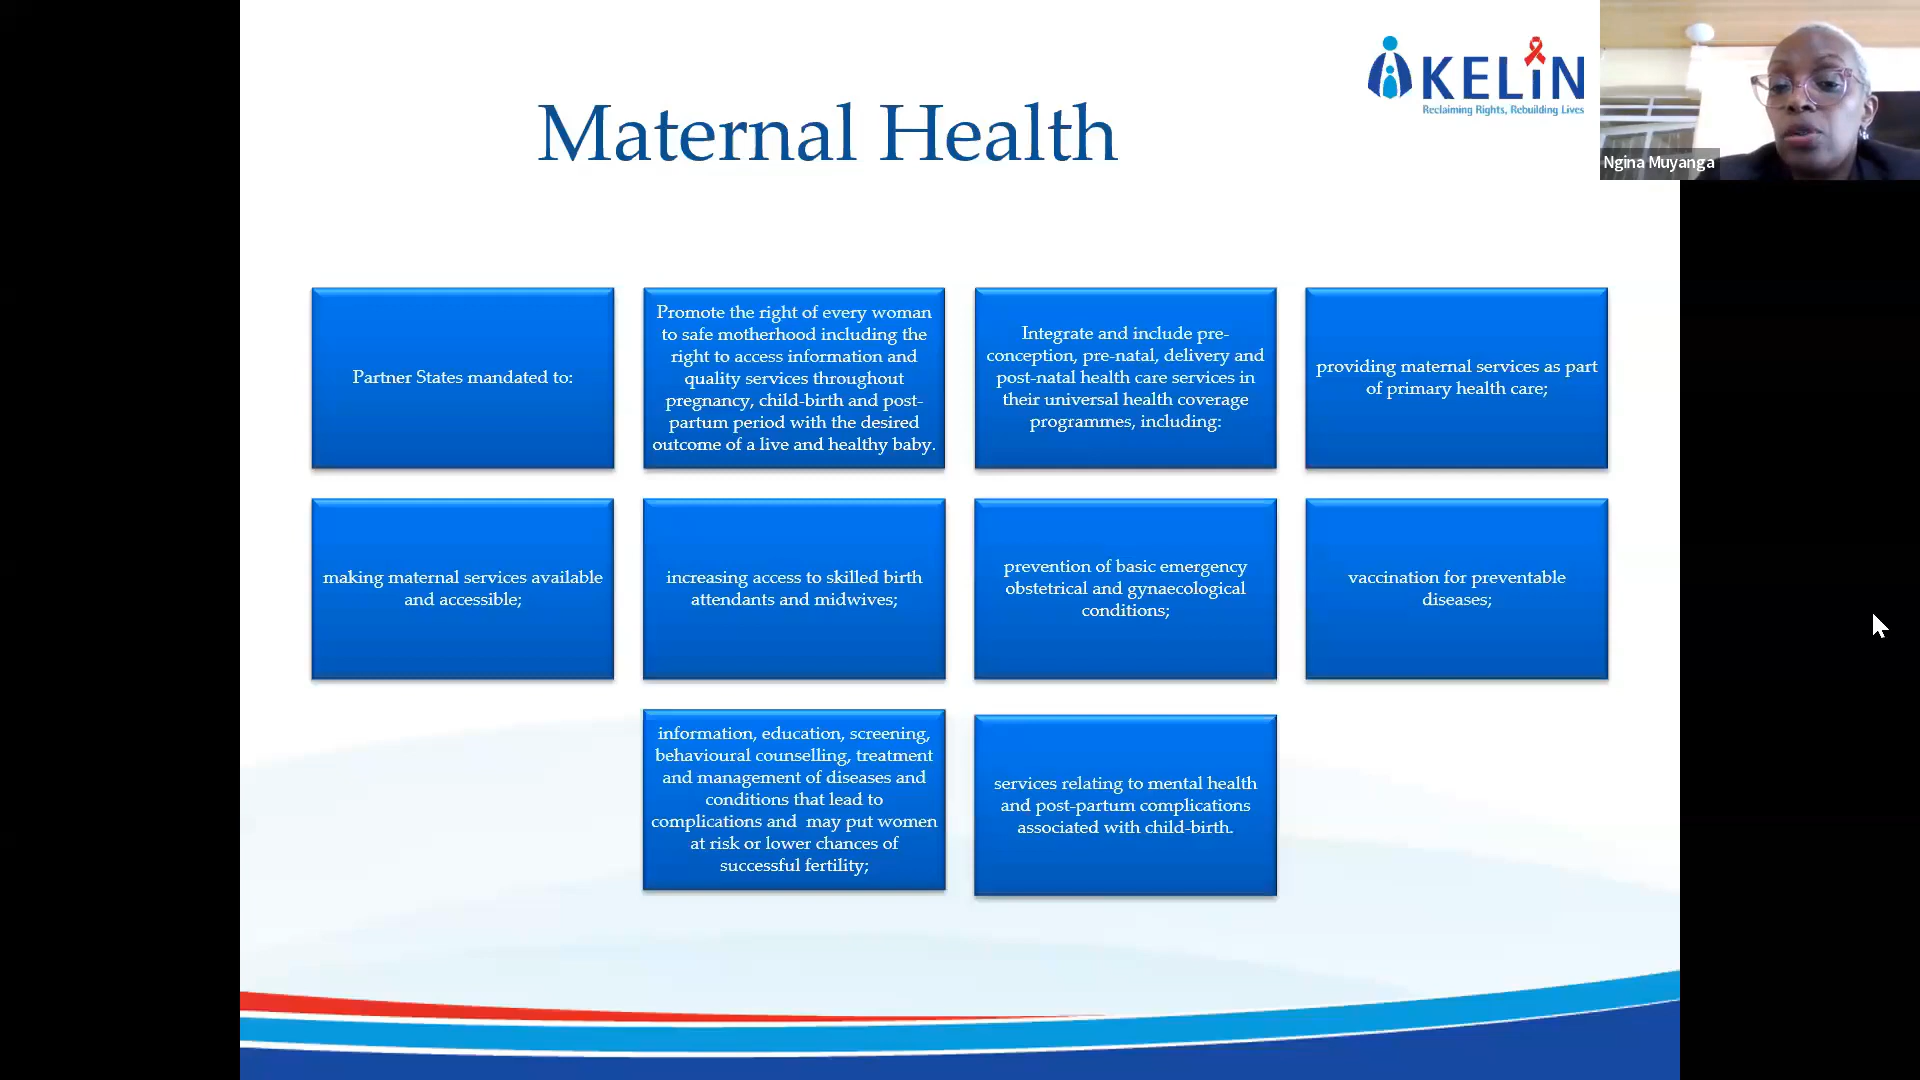 Maternal Health
KELIN
Reclaiming Rights, Rebuilding Lives
Ngina Muyanga
Partner States mandated to:
Promote the right of every woman
to safe motherhood including the
right to access information and
quality services throughout
pregnancy, child-birth and post-
partum period with the desired
outcome of a live and healthy baby.
Integrate and include pre-
conception, pre-natal, delivery and
post-natal health care services in
their universal health coverage
programmes, including:
providing maternal services as part
of primary health care;
making maternal services available
and accessible;
increasing access to skilled birth
attendants and midwives;
prevention of basic emergency
obstetrical and gynaecological
conditions;
vaccination for preventable
diseases;
information, education, screening,
behavioural counselling, treatment
and management of diseases and
conditions that lead to
complications and  may put women
at risk or lower chances of
successful fertility;
services relating to mental health
and post-partum complications
associated with child-birth.